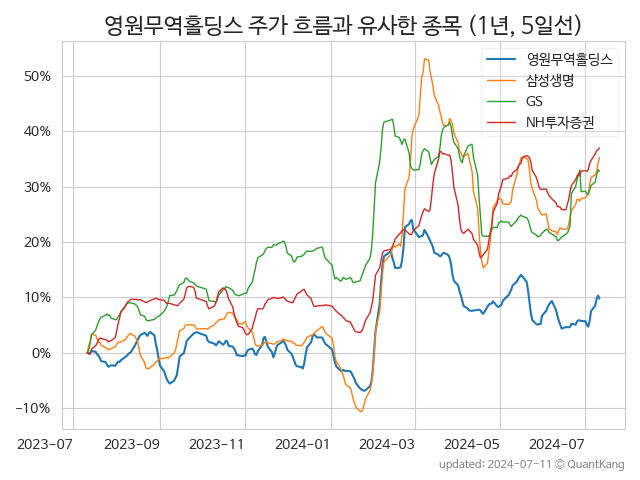 영원무역홀딩스 주가 흐름과 유사한 종목 (1년, 5일선)
영원무역홀딩스
삼성생명
GS
NH투자증권
50%
40%
30%
20%
10%
0%
−10%
2023-07
2023-09
2023-11
2024-01
2024-03
2024-05
2024-07
updated: 2024-07-11 © QuantKang